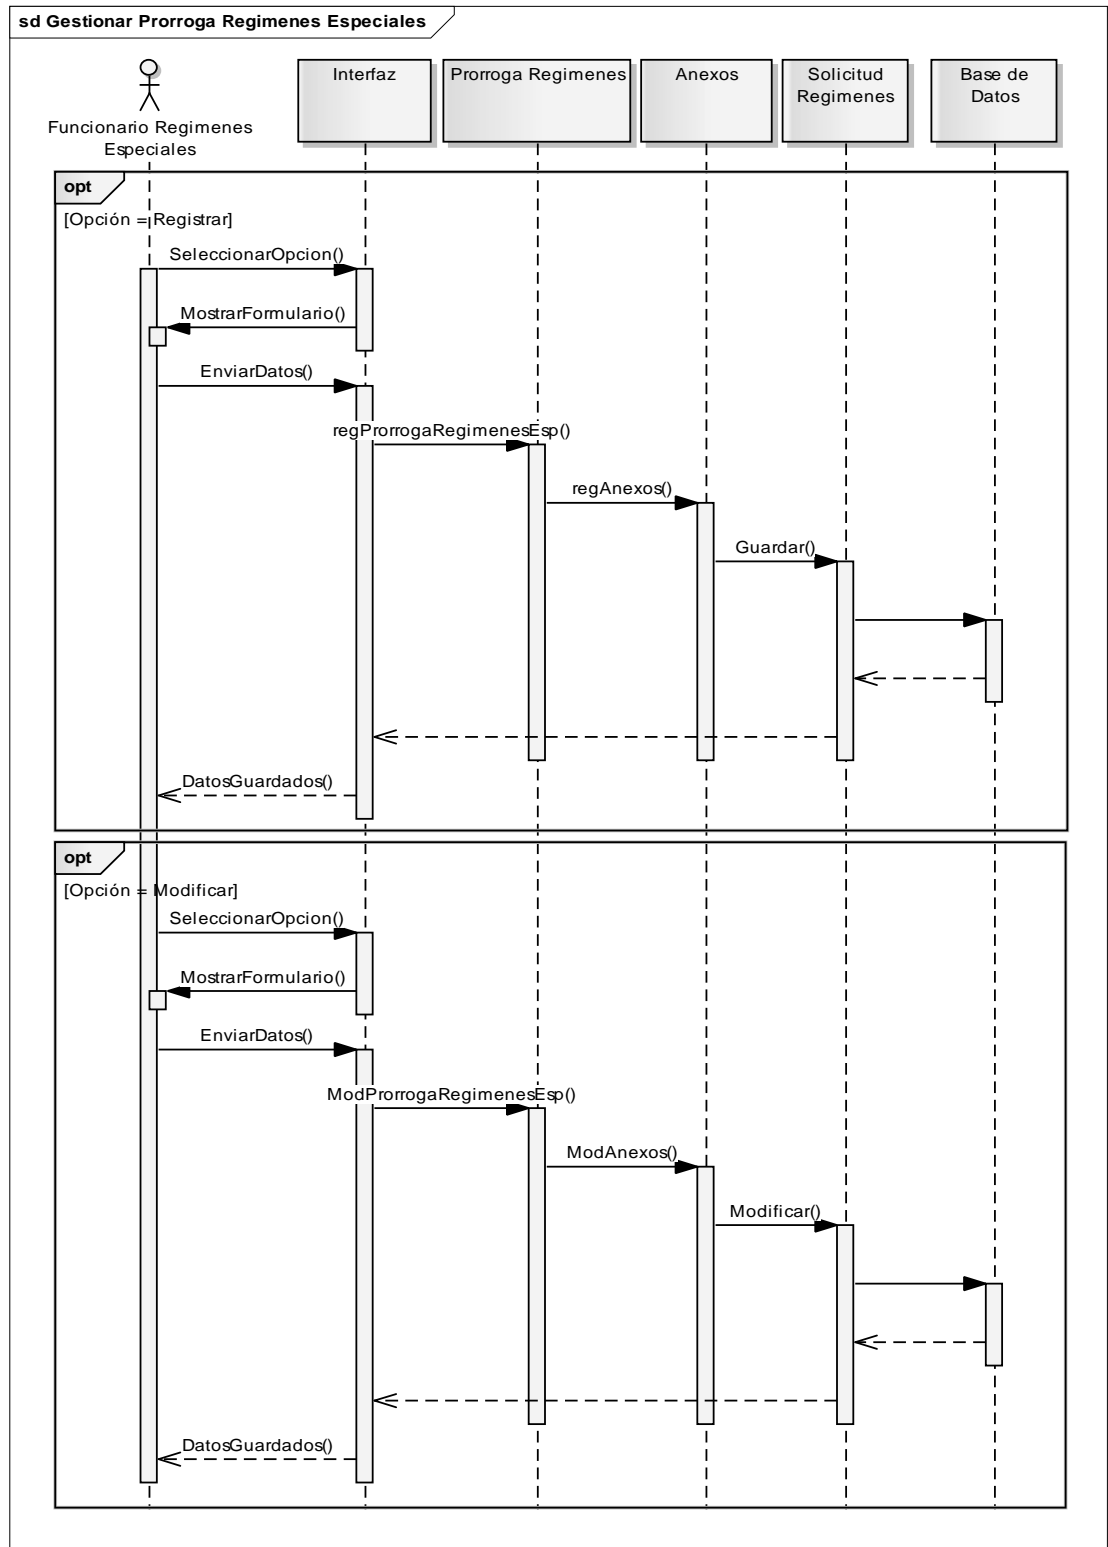 sd Gestionar Prorroga Regimenes Especiales
Funcionario Regimenes
Especiales
Interfaz
Prorroga Regimenes
Anexos
Solicitud
Regimenes
Base de
Datos
opt
[Opción = Registrar]
SeleccionarOpcion()
MostrarFormulario()
EnviarDatos()
regProrrogaRegimenesEsp()
regAnexos()
Guardar()
DatosGuardados()
opt
[Opción = Modificar]
SeleccionarOpcion()
MostrarFormulario()
EnviarDatos()
ModProrrogaRegimenesEsp()
ModAnexos()
Modificar()
DatosGuardados()